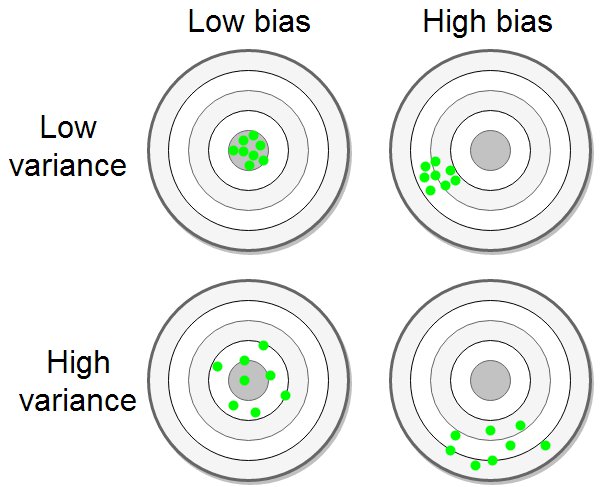 Low bias
High bias
Low
variance
High
variance